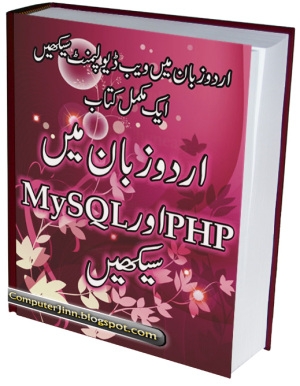 اردو زبان میں ویب ڈیولپمنٹ سیکھیں
ایک مکمل کتاب
اردو زبان میں
PHP اور MySQL
سیکھیں
ComputerJinn.blogspot.com